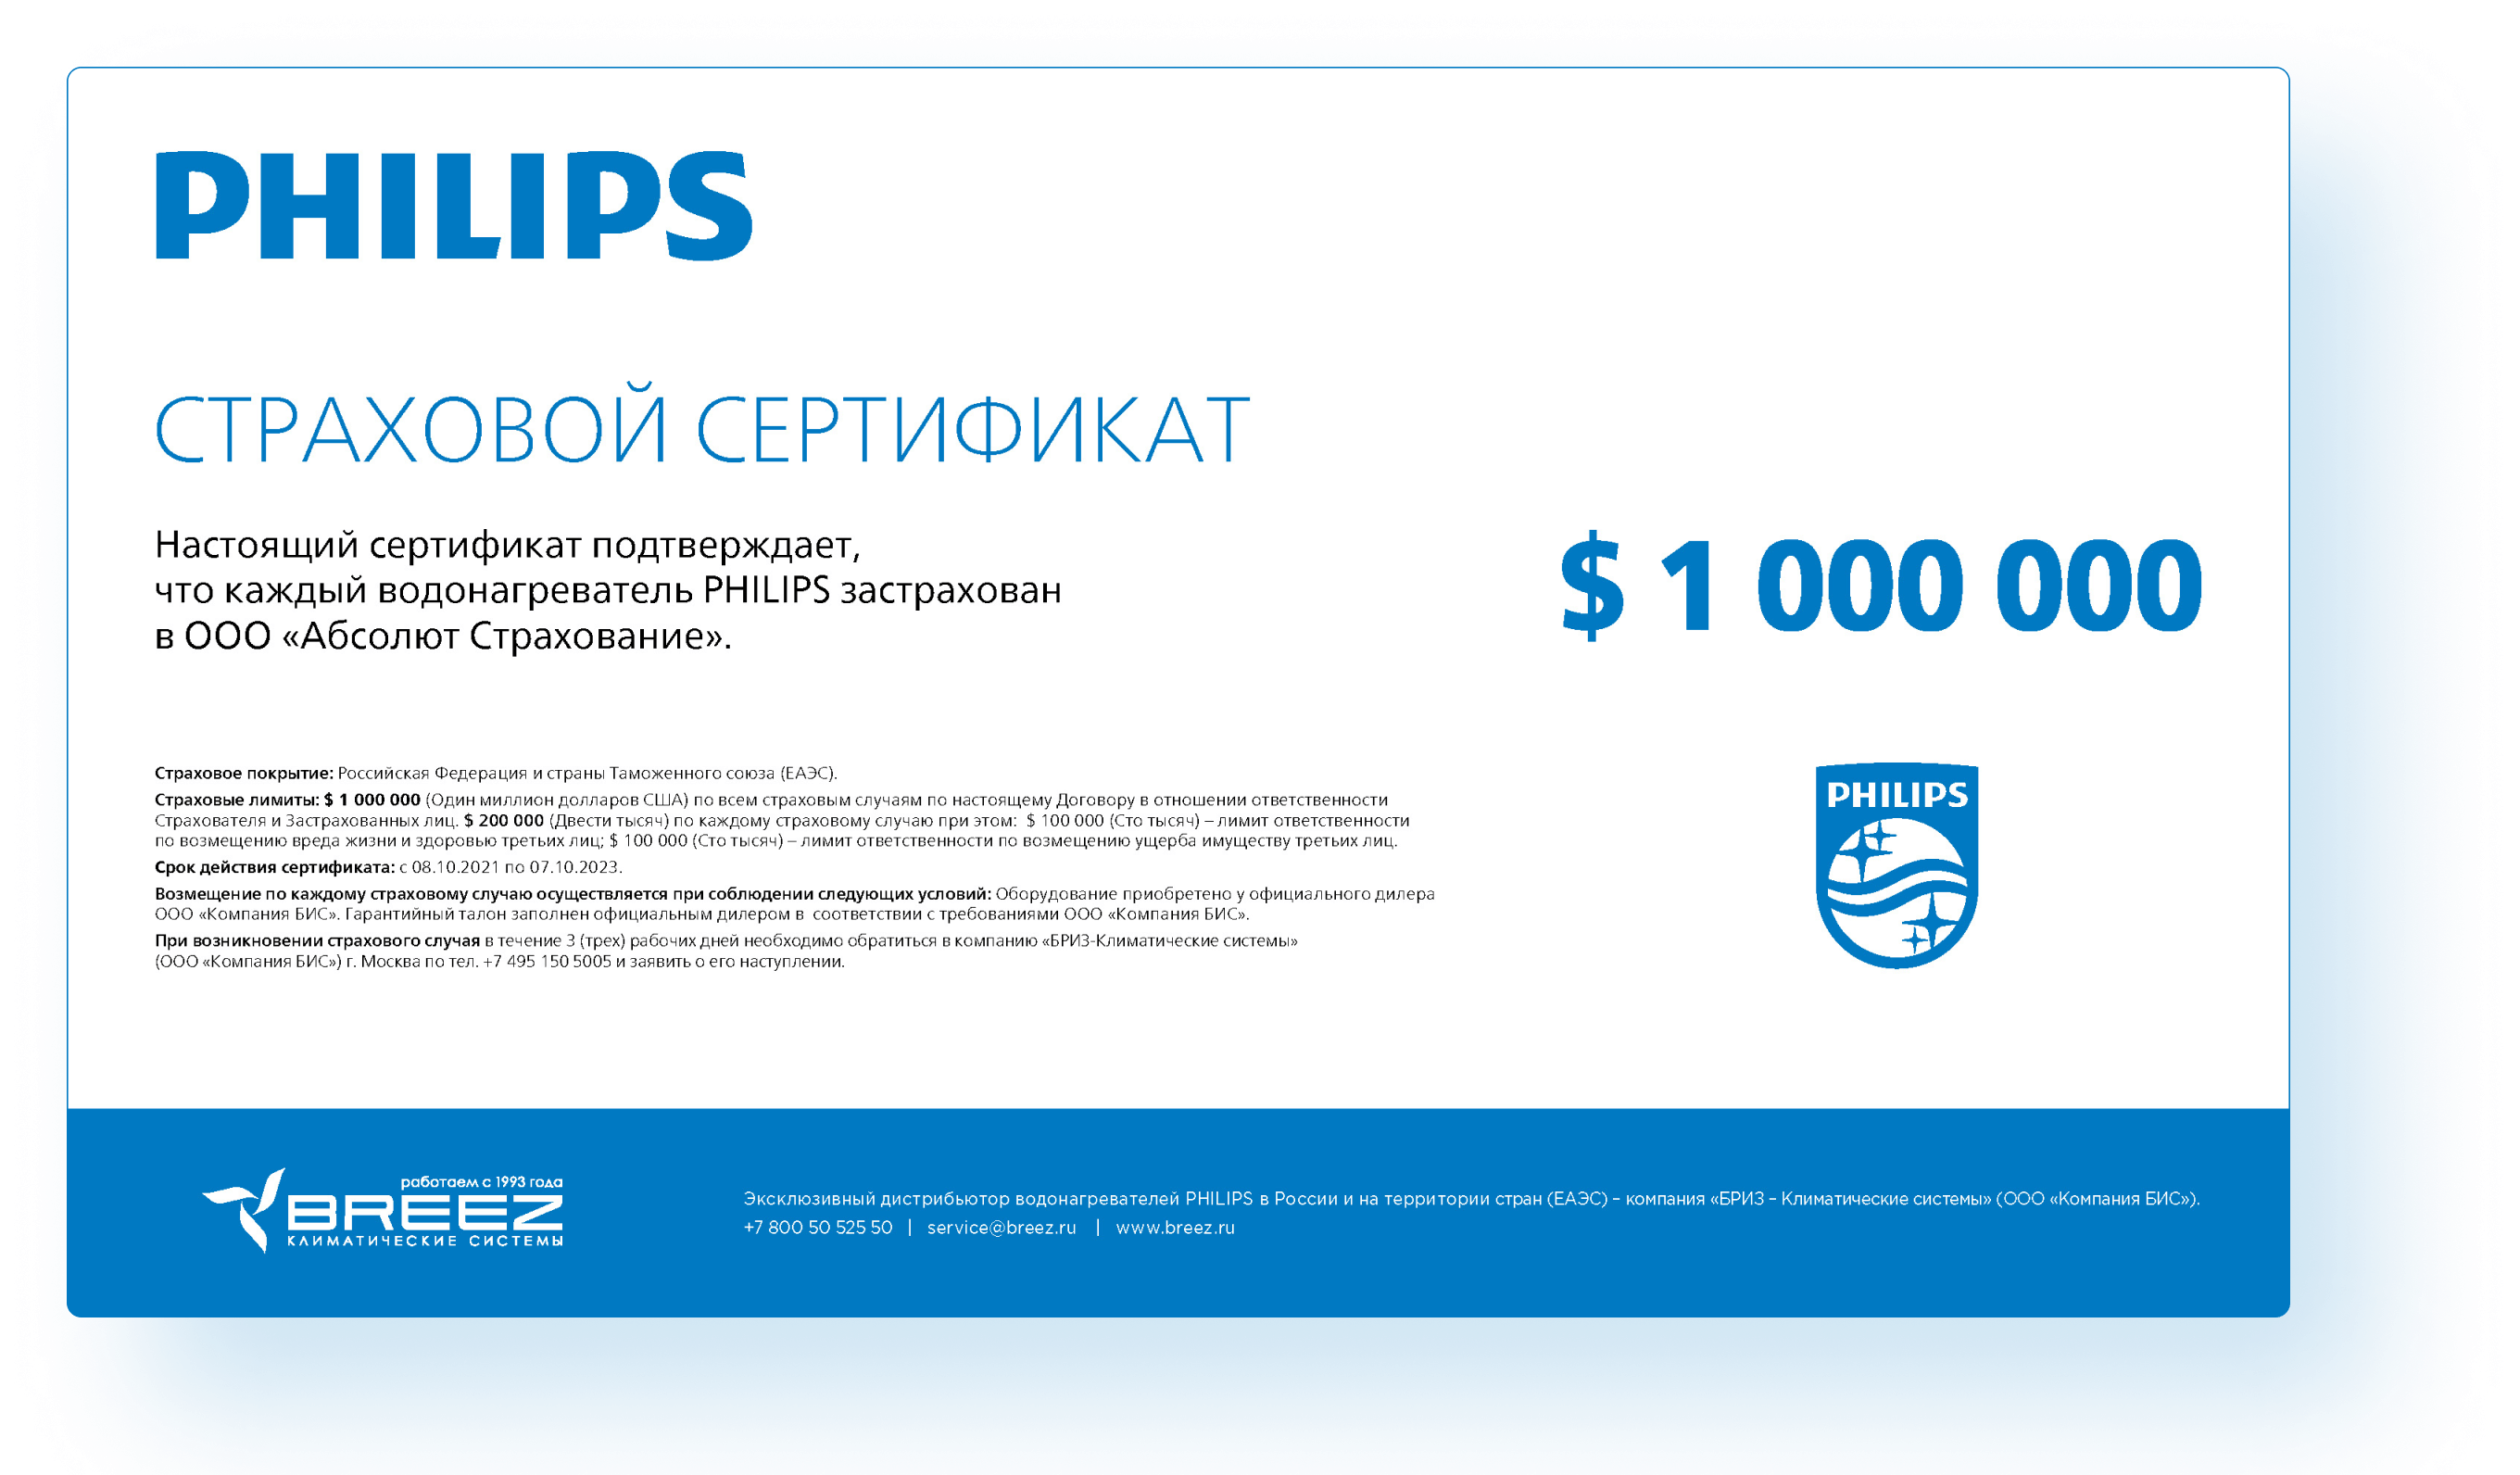 PHILIPS
СТРАХОВОЙ СЕРТИФИКАТ
Настоящий сертификат подтверждает,
что каждый водонагреватель PHILIPS застрахован
в ООО «Абсолют Страхование».
$ 1 000 000
Страховое покрытие: Российская Федерация и страны Таможенного союза (ЕАЭС).
Страховые лимиты: $ 1 000 000 (Один миллион долларов США) по всем страховым случаям по настоящему Договору в отношении ответственности
Страхователя и Застрахованных лиц. $ 200 000 (Двести тысяч) по каждому страховому случаю при этом: $ 100 000 (Сто тысяч) – лимит ответственности
по возмещению вреда жизни и здоровью третьих лиц; $ 100 000 (Сто тысяч) – лимит ответственности по возмещению ущерба имуществу третьих лиц.
Срок действия сертификата: с 08.10.2021 по 07.10.2023.
Возмещение по каждому страховому случаю осуществляется при соблюдении следующих условий: Оборудование приобретено у официального дилера
ООО «Компания БИС». Гарантийный талон заполнен официальным дилером в соответствии с требованиями ООО «Компания БИС».
При возникновении страхового случая в течение 3 (трех) рабочих дней необходимо обратиться в компанию «БРИЗ-Климатические системы»
(ООО «Компания БИС») г. Москва по тел. +7 495 150 5005 и заявить о его наступлении.
PHILIPS
работаем с 1993 года
BREEZ
КЛИМАТИЧЕСКИЕ СИСТЕМЫ
Эксклюзивный дистрибьютор водонагревателей PHILIPS в России и на территории стран (ЕАЭС) – компания «БРИЗ – Климатические системы» (ООО «Компания БИС»).
+7 800 50 525 50 | service@breez.ru | www.breez.ru